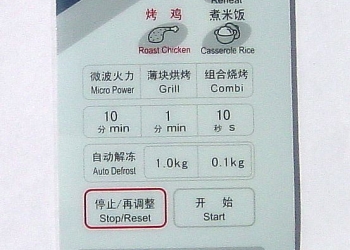 Reheat
烤 鸡 煮米饭
Roast Chicken Casserole Rice
微波火力 薄块烘烤 组合烧烤
Micro Power Grill Combi
10 1 10
分 min 分 min 秒 S
自动解冻 1.0kg 0.1kg
Auto Defrost
停止/再调整 开 始
Stop/Reset Start